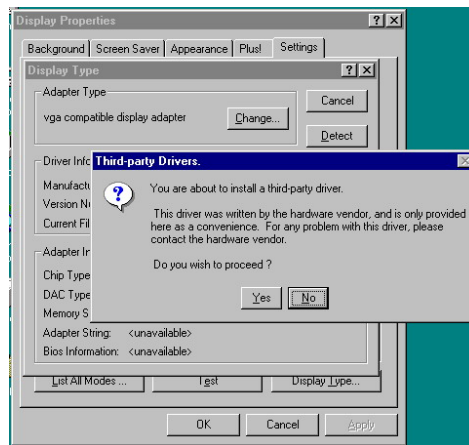 Display Properties
Background Screen Saver Appearance Plus! Settings
Display Type
Adapter Type
vga compatible display adapter
Change...
Cancel
Detect
Driver Info
Manufactu
Version Nu
Current Fil
Third-party Drivers.
You are about to install a third-party driver.
This driver was written by the hardware vendor, and is only provided
here as a convenience. For any problem with this driver, please
contact the hardware vendor.
Do you wish to proceed ?
Yes No
Adapter In
Chip Type
DAC Type
Memory S
Adapter String: <unavailable>
Bios Information: <unavailable>
List All Modes ... Test Display Type...
OK Cancel Apply